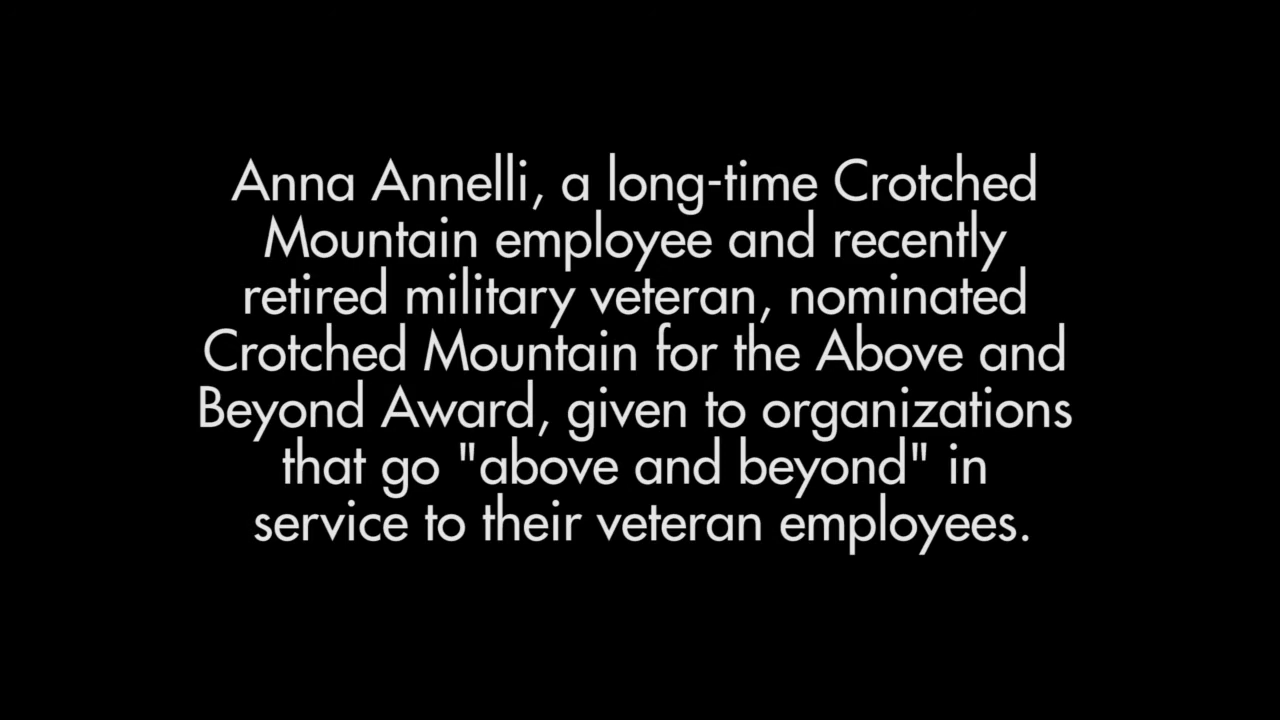 Anna Annelli, a long-time Crotched
Mountain employee and recently
retired military veteran, nominated
Crotched Mountain for the Above and
Beyond Award, given to organizations
that go "above and beyond" in
service to their veteran employees.